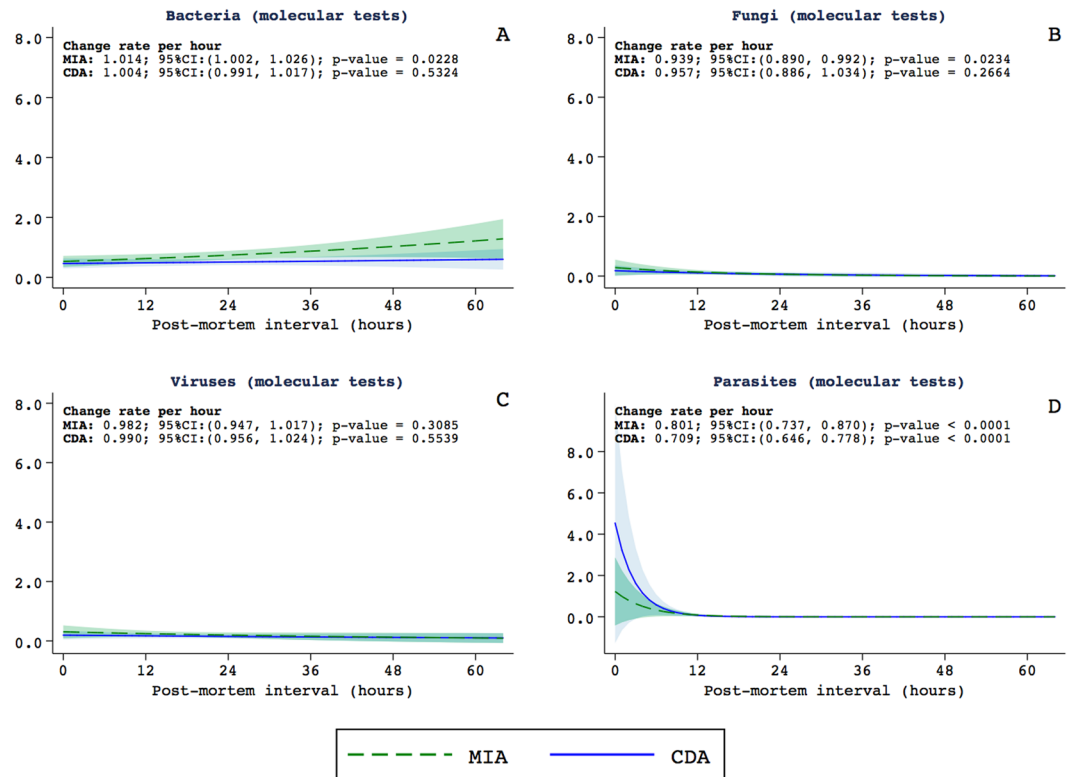 Bacteria (molecular tests)
A
Change rate per hour
MIA: 1.014; 95%CI:(1.002, 1.026); p-value = 0.0228
CDA: 1.004; 95%CI:(0.991, 1.017); p-value = 0.5324
8.0
6.0
4.0
2.0
0.0
0 12 24 36 48 60
Post-mortem interval (hours)
Fungi (molecular tests)
B
Change rate per hour
MIA: 0.939; 95%CI:(0.890, 0.992); p-value = 0.0234
CDA: 0.957; 95%CI:(0.886, 1.034); p-value = 0.2664
8.0
6.0
4.0
2.0
0.0
0 12 24 36 48 60
Post-mortem interval (hours)
Viruses (molecular tests)
C
Change rate per hour
MIA: 0.982; 95%CI:(0.947, 1.017); p-value = 0.3085
CDA: 0.990; 95%CI:(0.956, 1.024); p-value = 0.5539
8.0
6.0
4.0
2.0
0.0
0 12 24 36 48 60
Post-mortem interval (hours)
Parasites (molecular tests)
D
Change rate per hour
MIA: 0.801; 95%CI:(0.737, 0.870); p-value < 0.0001
CDA: 0.709; 95%CI:(0.646, 0.778); p-value < 0.0001
8.0
6.0
4.0
2.0
0.0
0 12 24 36 48 60
Post-mortem interval (hours)
MIA CDA